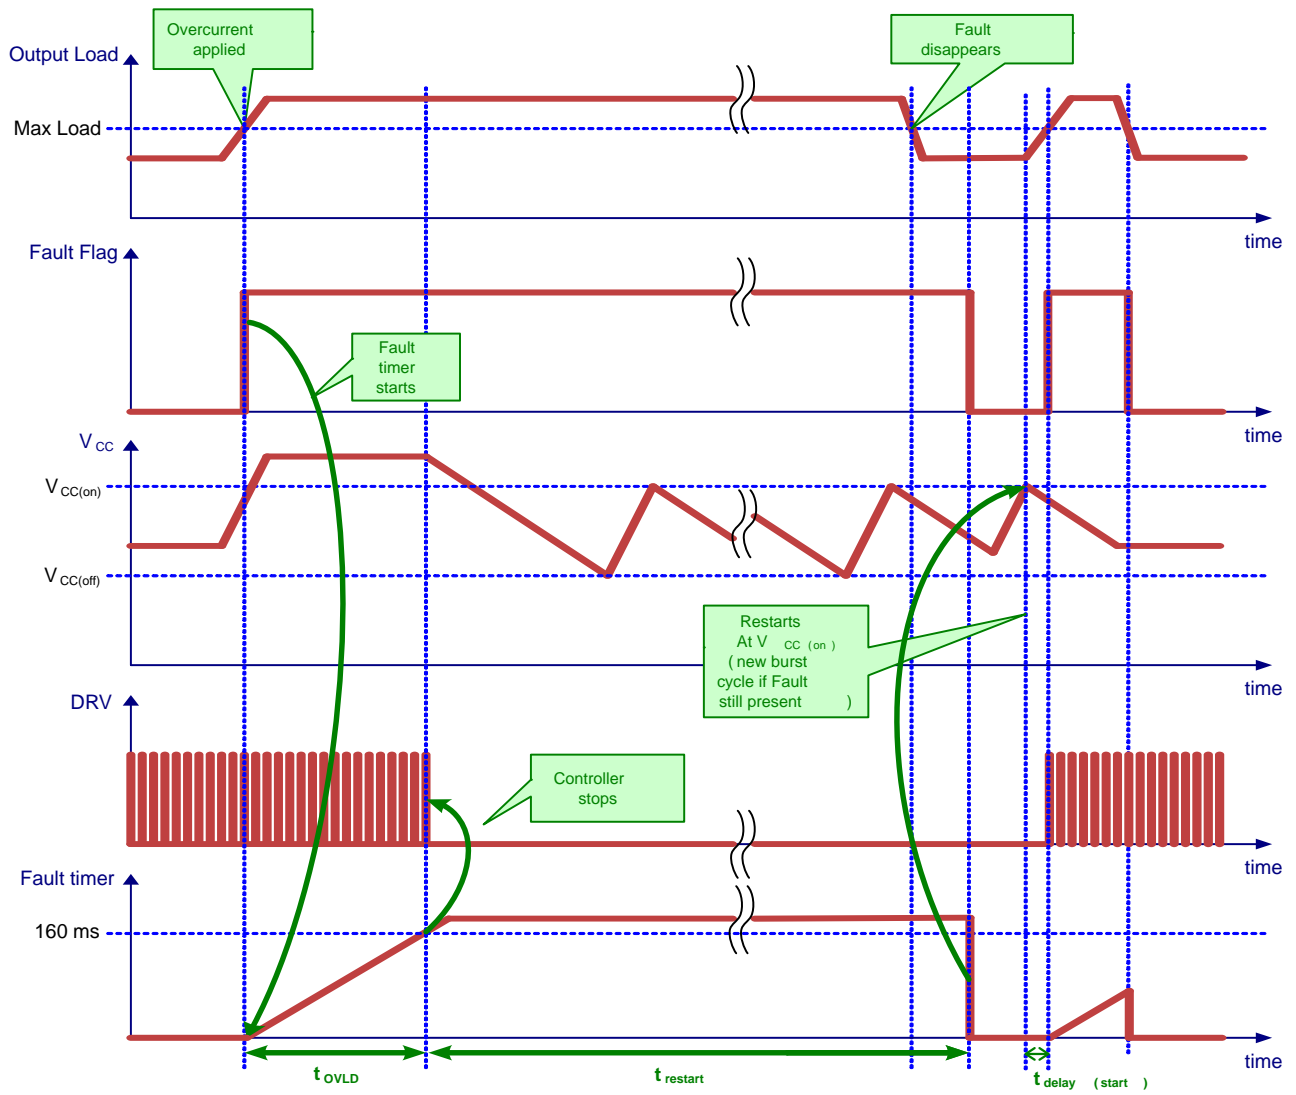 Overcurrent
applied
Fault
disappears
Output Load
Max Load
time
Fault Flag
Fault
timer
starts
time
V CC
V CC(on)
V CC(off)
Restarts
At V CC (on)
(new burst
cycle if Fault
still present )
time
DRV
Controller
stops
time
Fault timer
160 ms
time
t OVLD
t restart
t delay (start )